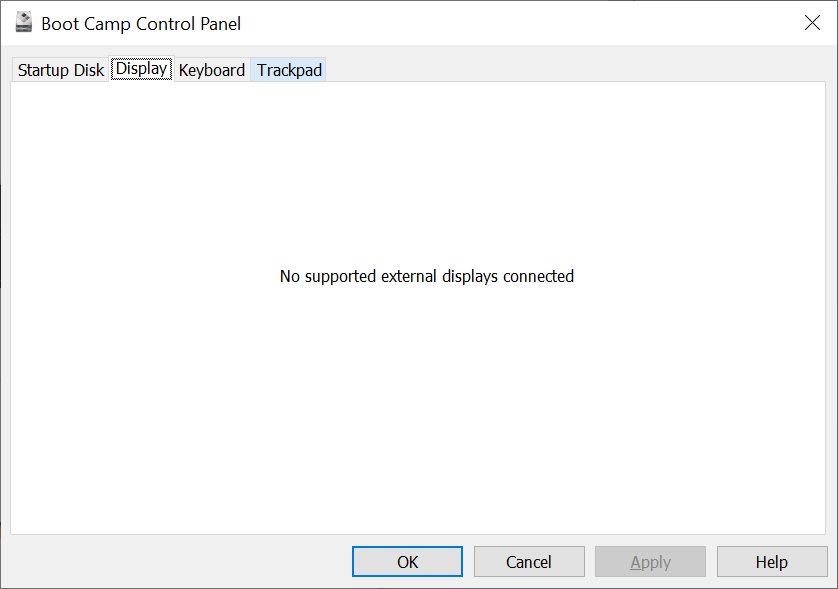 Boot Camp Control Panel
Startup Disk Display Keyboard Trackpad
No supported external displays connected
OK Cancel Apply Help